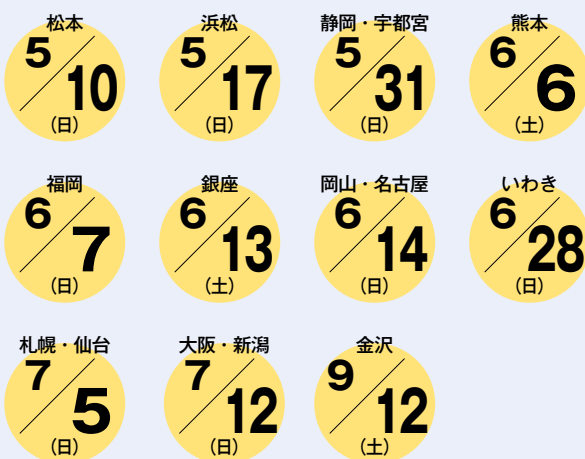 松本
5/10
（日）
浜松
5/17
（日）
静岡・宇都宮
5/31
（日）
熊本
6/6
（土）
福岡
6/7
（日）
銀座
6/13
（土）
岡山・名古屋
6/14
（日）
いわき
6/28
（日）
札幌・仙台
7/5
（日）
大阪・新潟
7/12
（日）
金沢
9/12
（土）